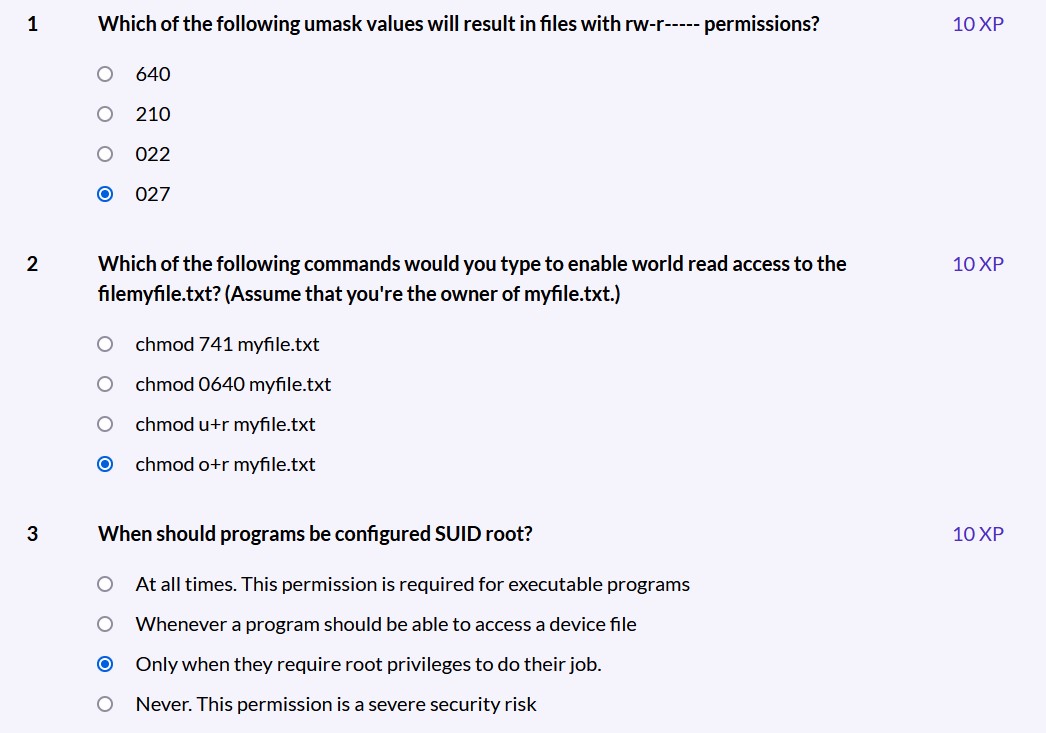 1 Which of the following umask values will result in files with rw-r----- permissions? 10 XP
640
210
022
027
2 Which of the following commands would you type to enable world read access to the 10 XP
filemyfile.txt? (Assume that you're the owner of myfile.txt.)
chmod 741 myfile.txt
chmod 0640 myfile.txt
chmod u+r myfile.txt
chmod o+r myfile.txt
3 When should programs be configured SUID root? 10 XP
At all times. This permission is required for executable programs
Whenever a program should be able to access a device file
Only when they require root privileges to do their job.
Never. This permission is a severe security risk